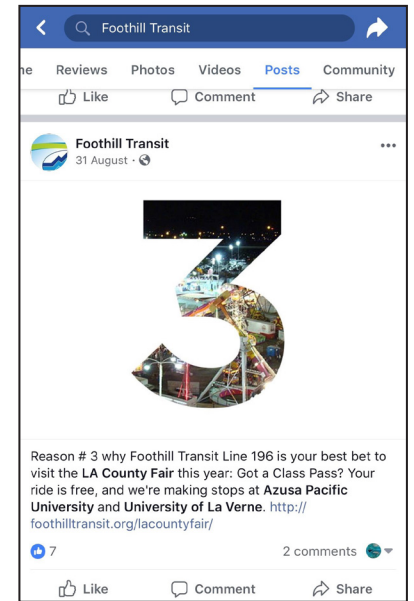 Foothill Transit
ne Reviews Photos Videos Posts Community
Like Comment Share
Foothill Transit
31 August ·
3
Reason # 3 why Foothill Transit Line 196 is your best bet to
visit the LA County Fair this year: Got a Class Pass? Your
ride is free, and we're making stops at Azusa Pacific
University and University of La Verne. http://
foothilltransit.org/lacountyfair/
7
2 comments
Like Comment Share